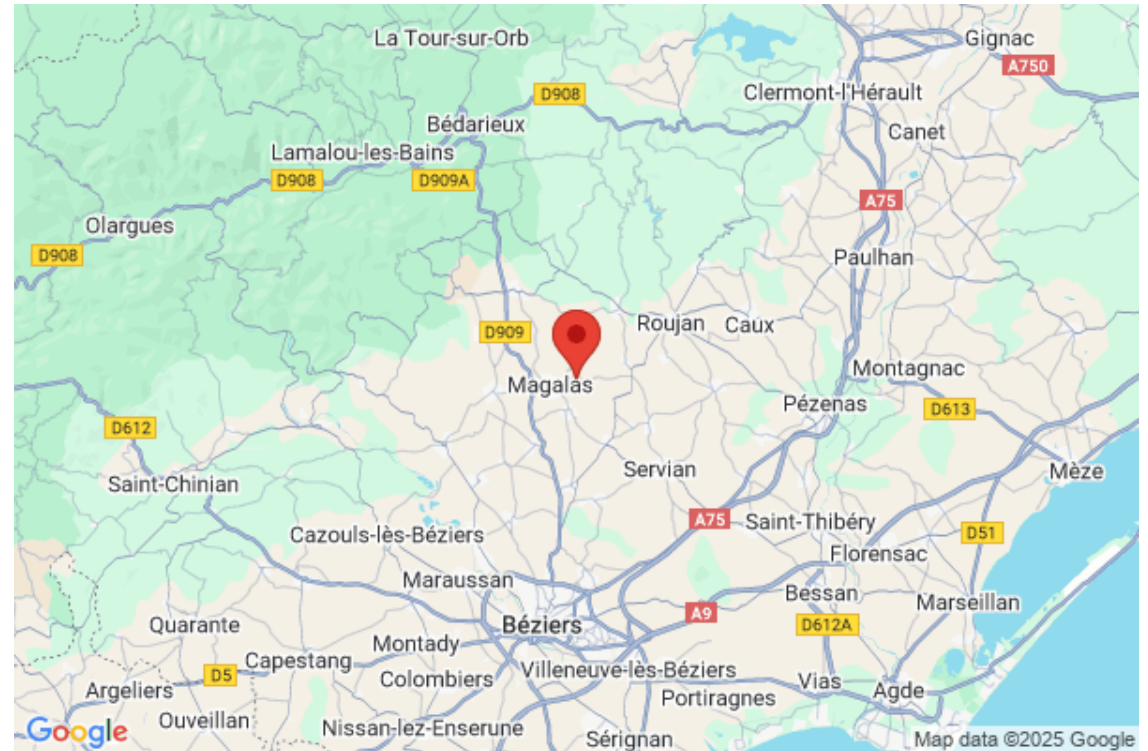 La Tour-sur-Orb
Gignac
A750
D908
Clermont-l'Hérault
Bédarieux
Canet
Lamalou-les-Bains
D908
D909A
A75
Olargues
D908
Paulhan
D909
Roujan
Caux
Magalas
Montagnac
Pézenas
D613
D612
Servian
Mèze
Saint-Chinian
A75
Saint-Thibéry
D51
Cazouls-lès-Béziers
Florensac
Maraussan
Bessan
Marseillan
A9
Quarante
Béziers
D612A
Montady
Capestang
Villeneuve-lès-Béziers
D5
Colombiers
Vias
Agde
Argeliers
Portiragnes
Ouveillan
Nissan-lez-Enserune
Sérignan
Google
Map data ©2025 Google